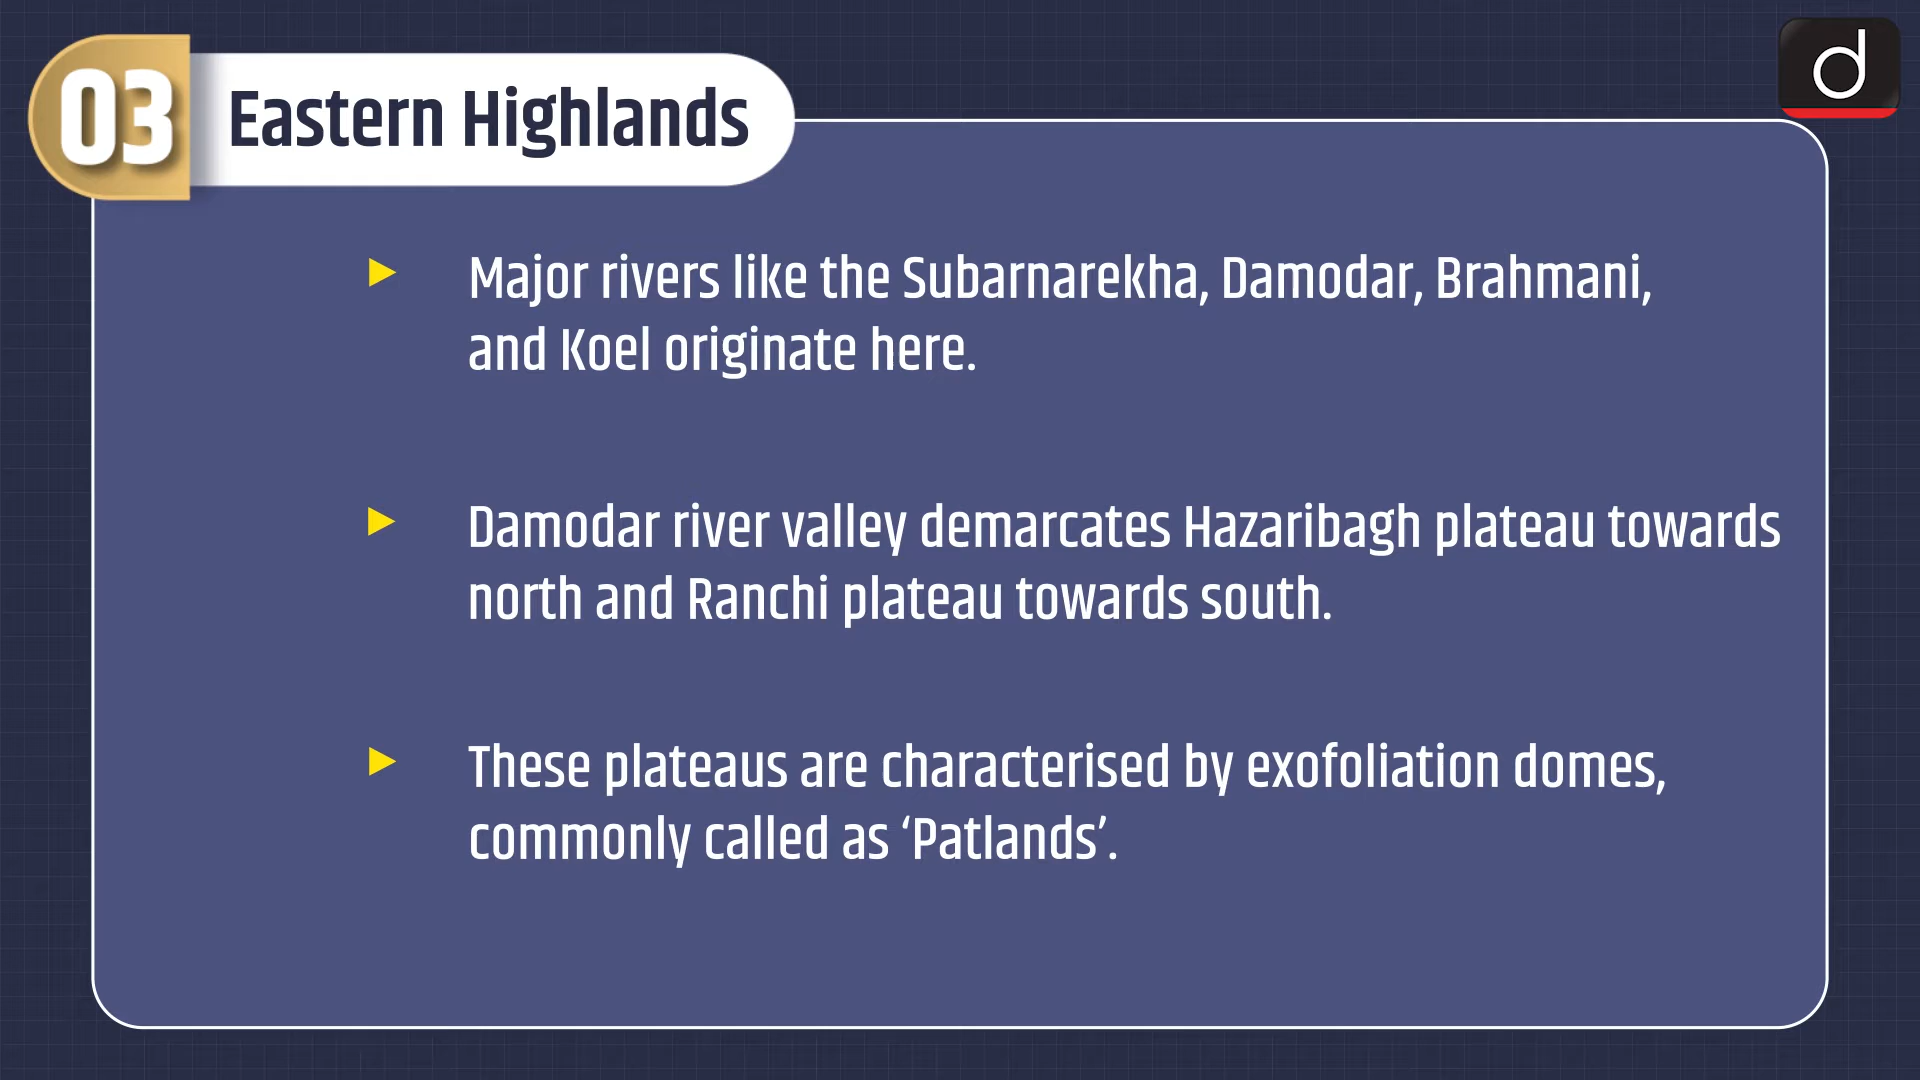 03
Eastern Highlands
d
► Major rivers like the Subarnarekha, Damodar, Brahmani,
and Koel originate here.
► Damodar river valley demarcates Hazaribagh plateau towards
north and Ranchi plateau towards south.
► These plateaus are characterised by exofoliation domes,
commonly called as ‘Patlands’.